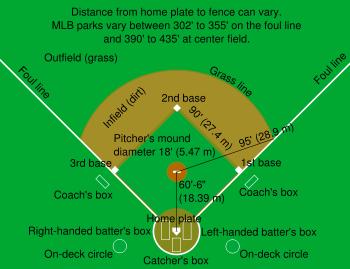 Distance from home plate to fence can vary.
MLB parks vary between 302' to 355' on the foul line
and 390' to 435' at center field.
Outfield (grass)
Foul line
Foul line
Grass line
Infield (dirt)
2nd base
90' (27.4 m)
95' (28.9 m)
Pitcher's mound
diameter 18' (5.47 m)
3rd base
1st base
Coach's box
60'-6"
(18.39 m)
Coach's box
Home plate
Right-handed batter's box
Left-handed batter's box
On-deck circle
On-deck circle
Catcher's box